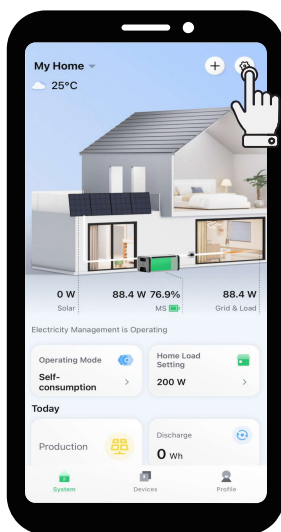 My Home
25°C
0 W 88.4 W 76.9% 88.4 W
Solar MS Grid & Load
Electricity Management is Operating
Operating Mode
Self-
consumption
Home Load
Setting
200 W
Today
Production
Discharge
0 Wh
System Devices Profile